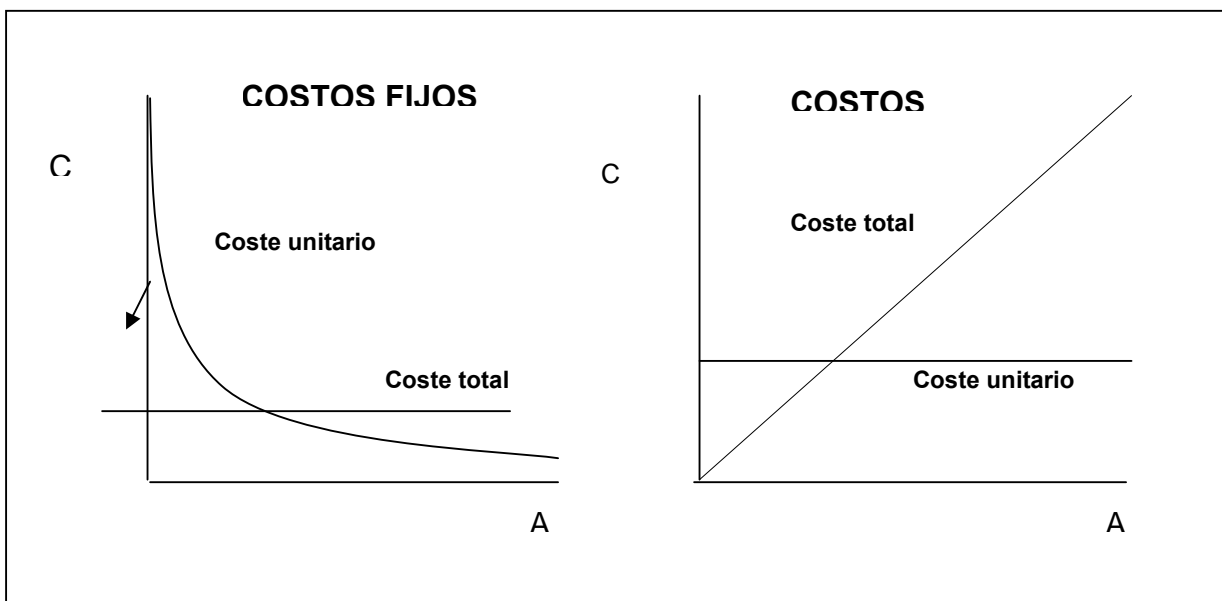 COSTOS FIJOS
C
Coste unitario
Coste total
A
COSTOS
C
Coste total
Coste unitario
A